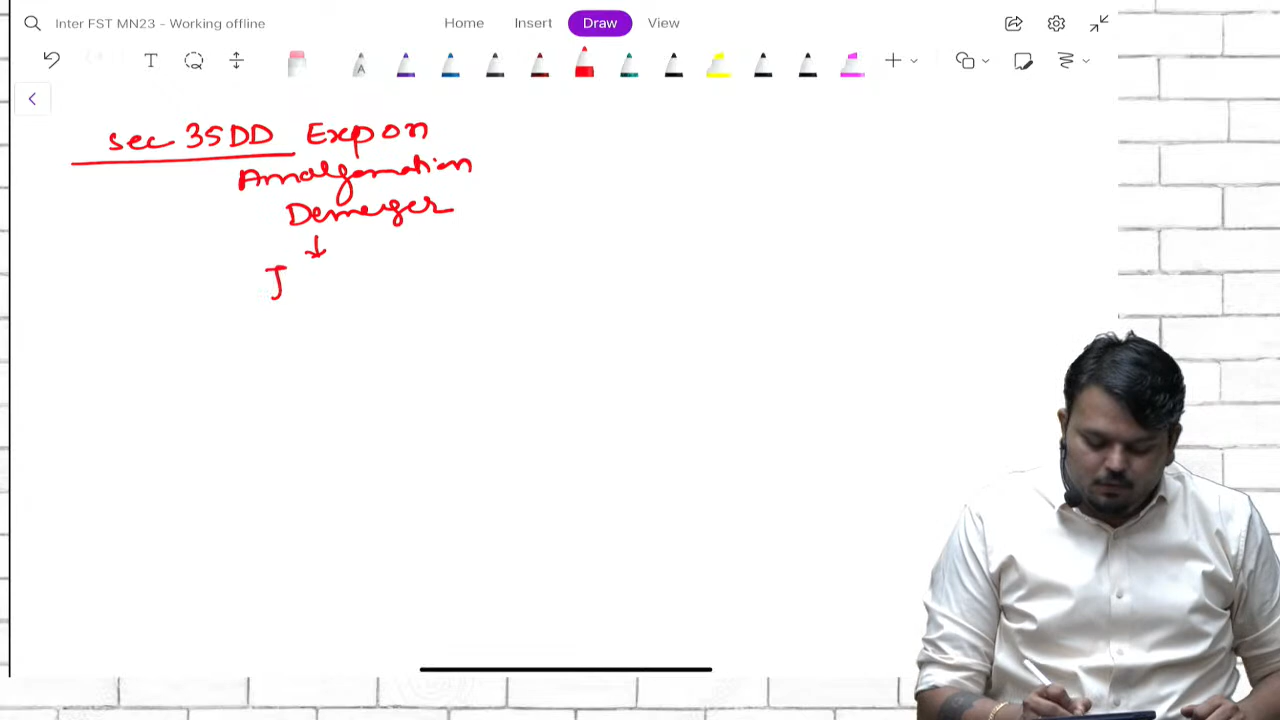 Inter FST MN23 - Working offline
Home Insert Draw View
T
A
sec 35DD Exp on
Amalgamation
Demerger
↓